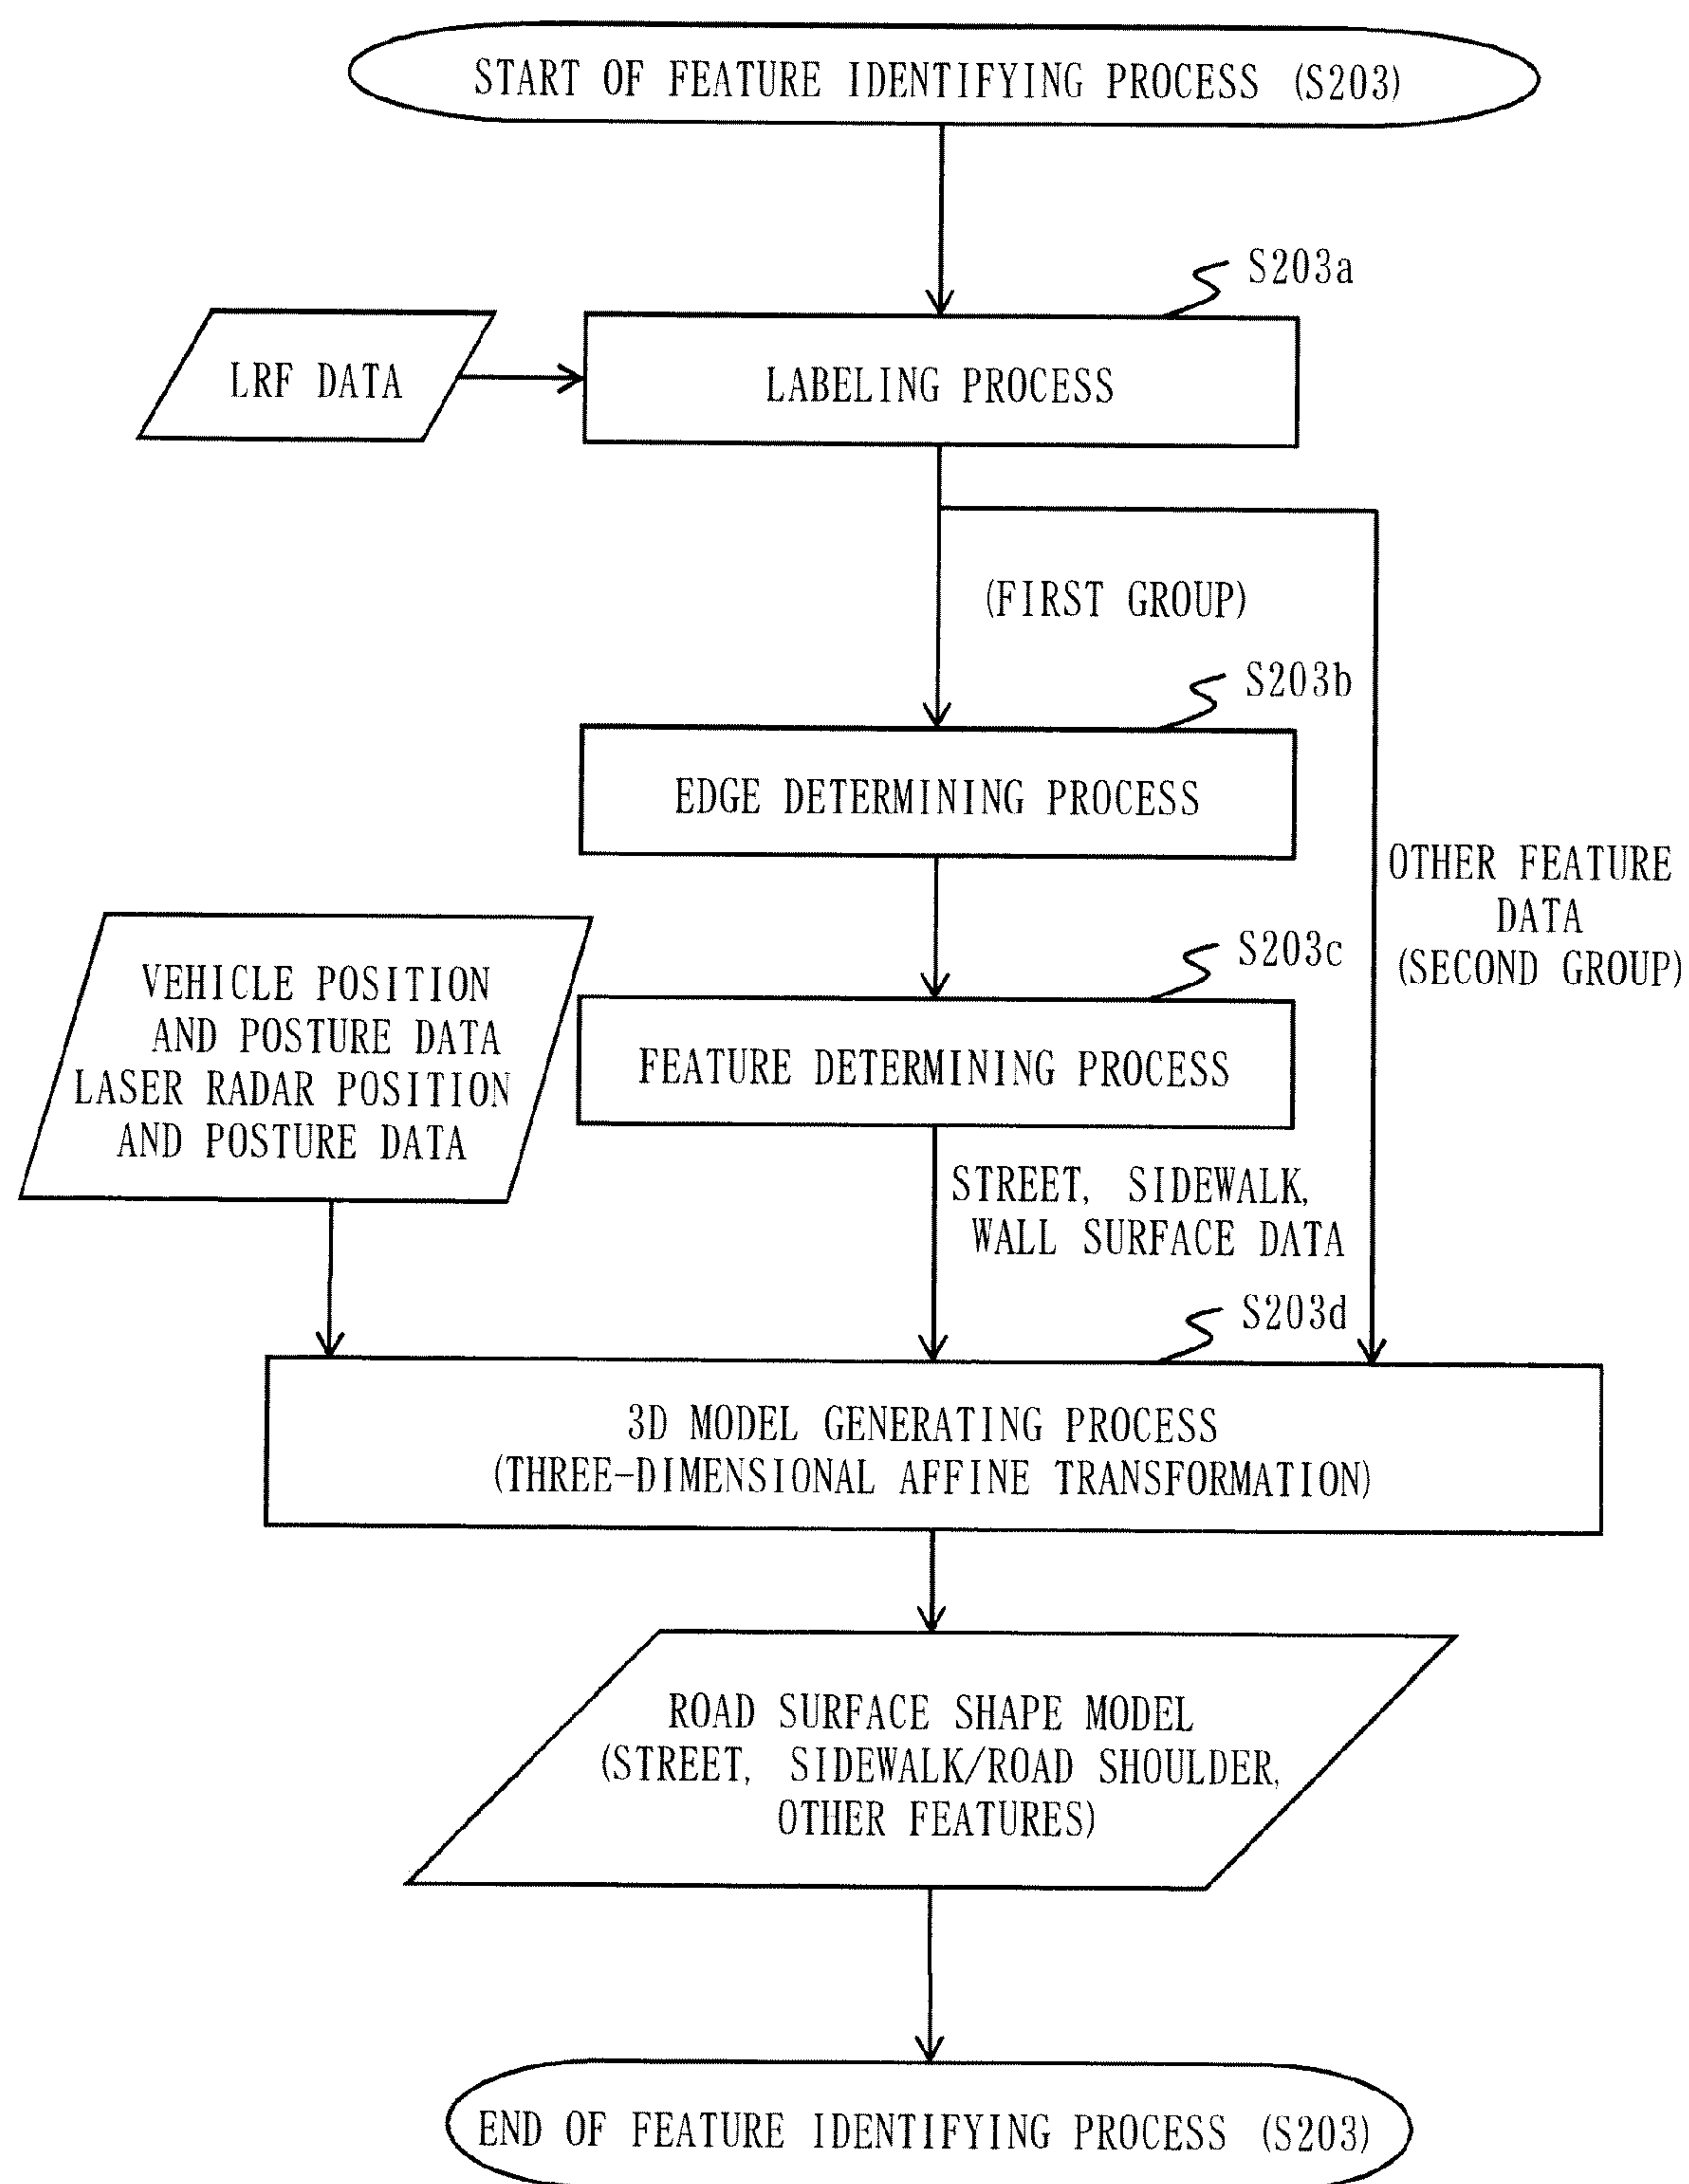 START OF FEATURE IDENTIFYING PROCESS (S203)
S203a
LRF DATA
LABELING PROCESS
(FIRST GROUP)
S203b
EDGE DETERMINING PROCESS
OTHER FEATURE
DATA
(SECOND GROUP)
S203c
VEHICLE POSITION
AND POSTURE DATA
LASER RADAR POSITION
AND POSTURE DATA
FEATURE DETERMINING PROCESS
STREET, SIDEWALK,
WALL SURFACE DATA
S203d
3D MODEL GENERATING PROCESS
(THREE-DIMENSIONAL AFFINE TRANSFORMATION)
ROAD SURFACE SHAPE MODEL
(STREET, SIDEWALK/ROAD SHOULDER,
OTHER FEATURES)
END OF FEATURE IDENTIFYING PROCESS (S203)